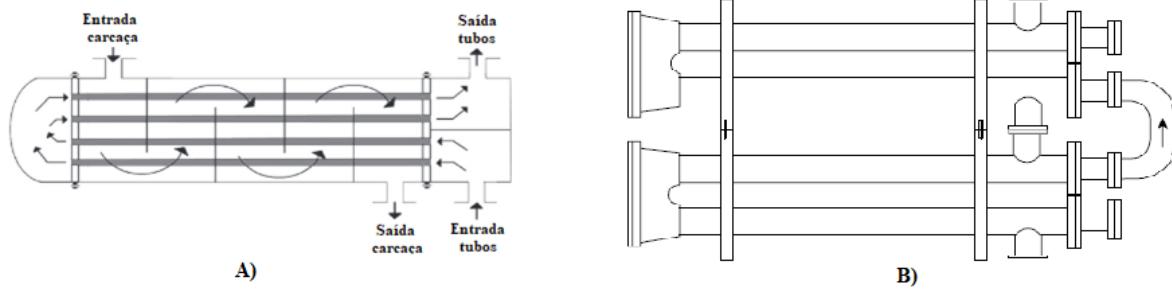 Entrada
carcaça
Saída
tubos
Saída
carcaça
Entrada
tubos
A)
B)